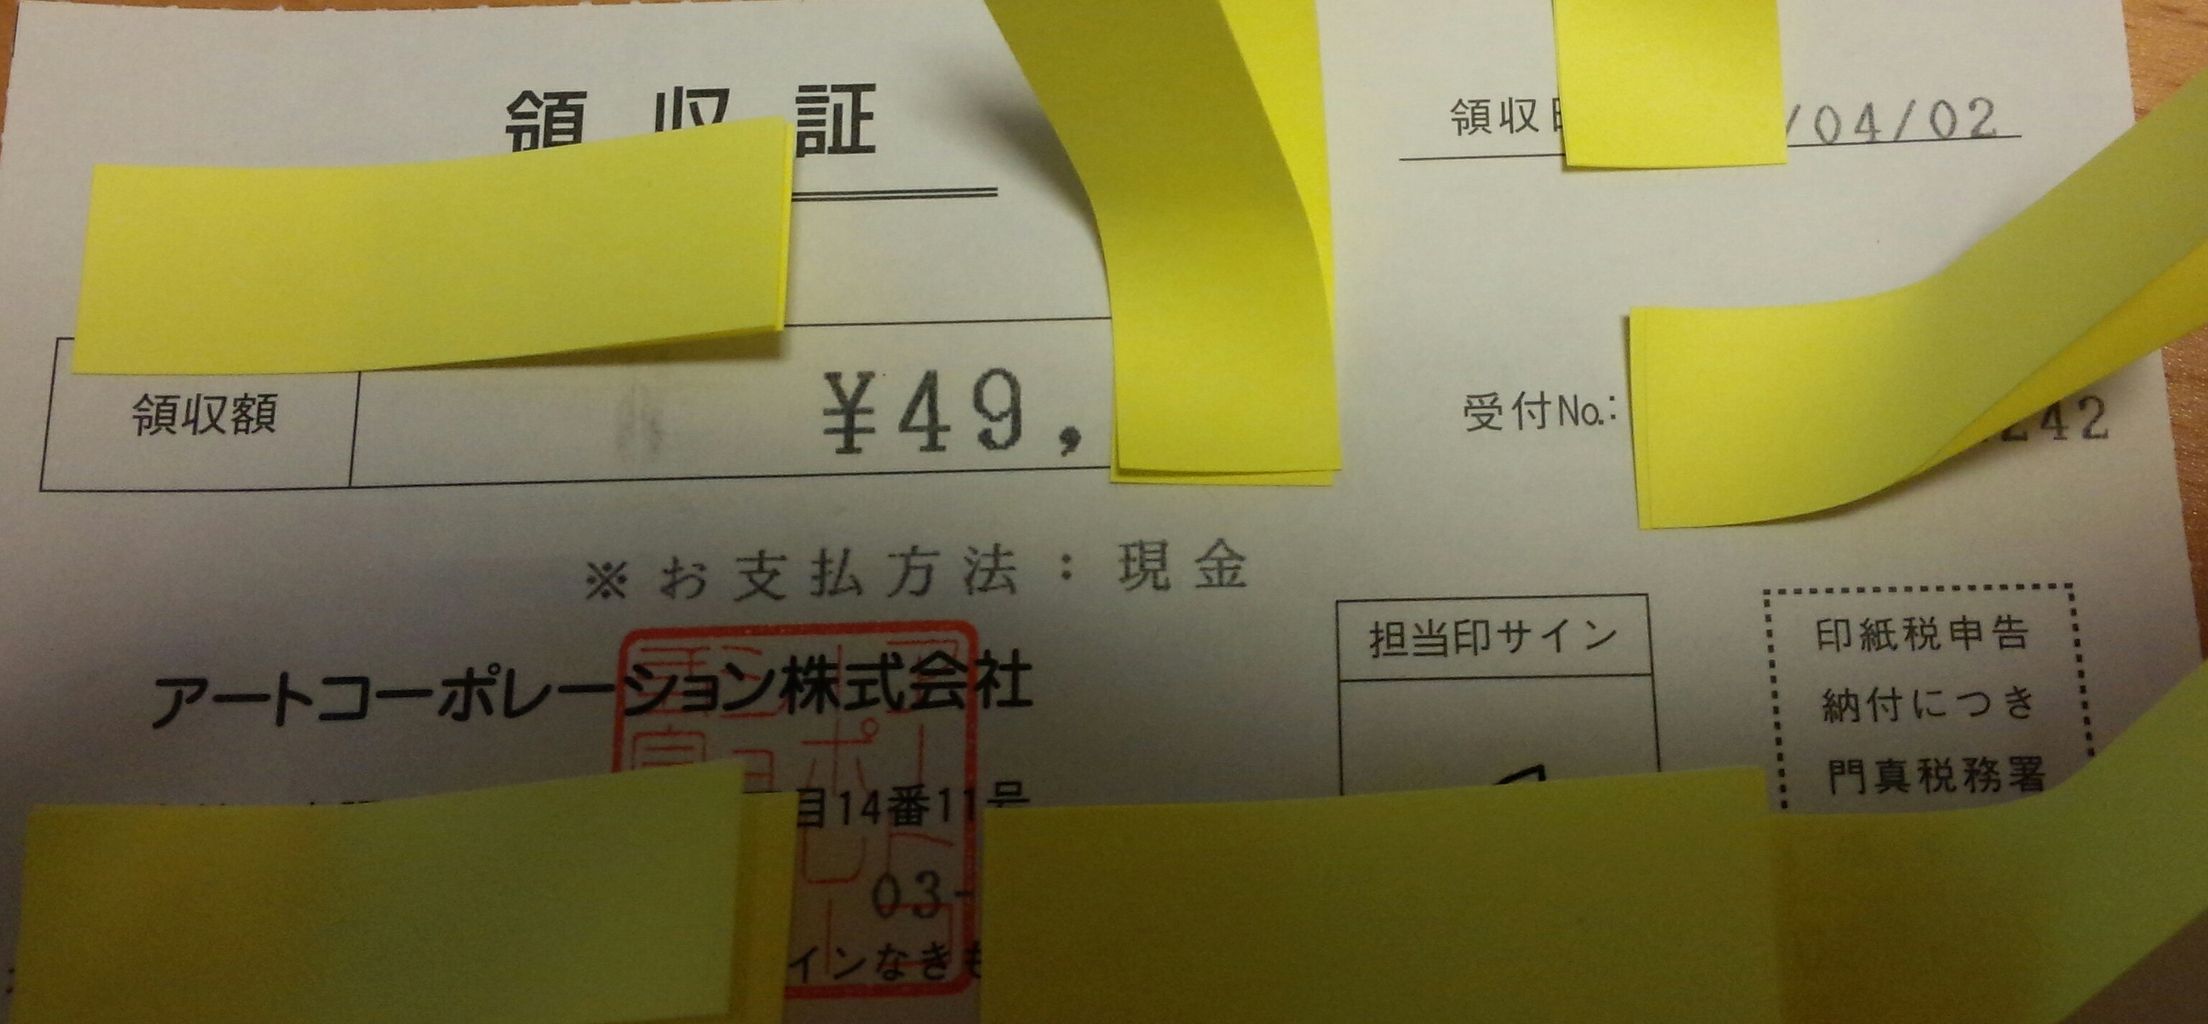 領収証
領収 /04/02
領収額 ¥49,
受付No.: 242
※お支払方法:現金
担当印サイン
印紙税申告
納付につき
門真税務署
アートコーポレーション株式会社
目14番11号
03-
インなきも